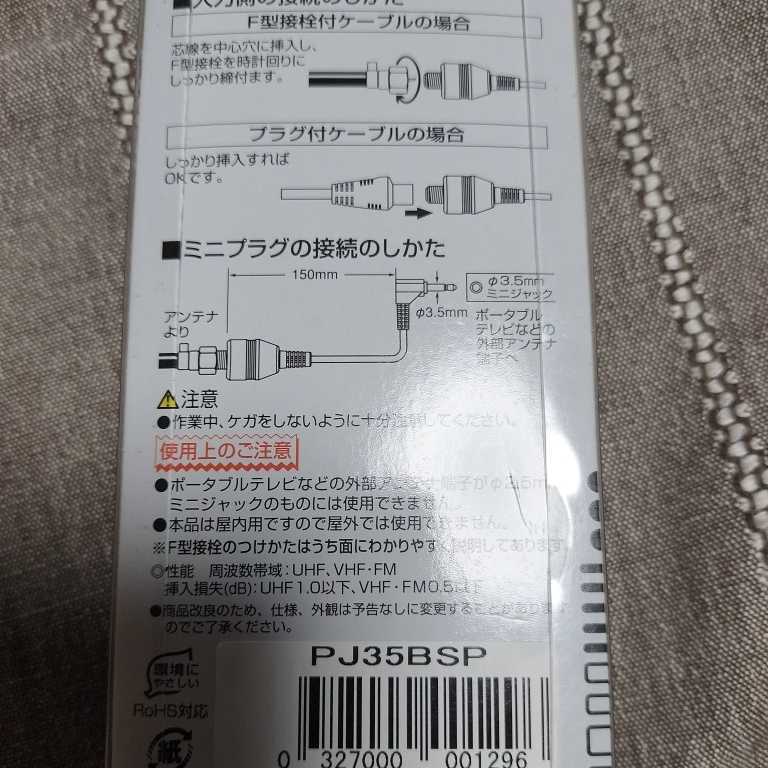 ■入力側の接続のしかた
F型接栓付ケーブルの場合
芯線を中心穴に挿入し、
F型接栓を時計回りに
しっかり締付ます。
プラグ付ケーブルの場合
しっかり挿入すれば
OKです。
■ミニプラグの接続のしかた
150mm
φ3.5mm
ミニジャック
アンテナ
より
φ3.5mm
ポータブル
テレビなどの
外部アンテナ
端子へ
注意
●作業中、ケガをしないように十分注意してください。
使用上のご注意
●ポータブルテレビなどの外部アンテナ端子がφ2.5mm
ミニジャックのものには使用できません。
●本品は屋内用ですので屋外では使用できません。
※F型接栓のつけかたはうち面にわかりやすく説明してあります。
◎性能 周波数帯域:UHF、VHF・FM
挿入損失(dB):UHF1.0以下、VHF・FM0.5以下
●商品改良のため、仕様、外観は予告なしに変更することがあります
のでご了承ください。
環境に
やさしい
RoHS対応
紙
PJ35BSP
0 327000 001296